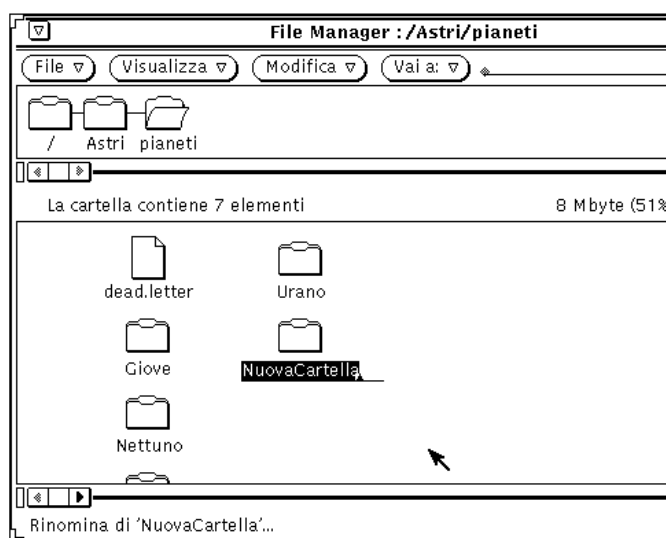 File Manager : /Astri/pianeti
File Visualizza Modifica Vai a:
/ Astri pianeti
La cartella contiene 7 elementi 8 Mbyte (51%
dead.letter Urano
Giove NuovaCartella
Nettuno
Rinomina di 'NuovaCartella'...